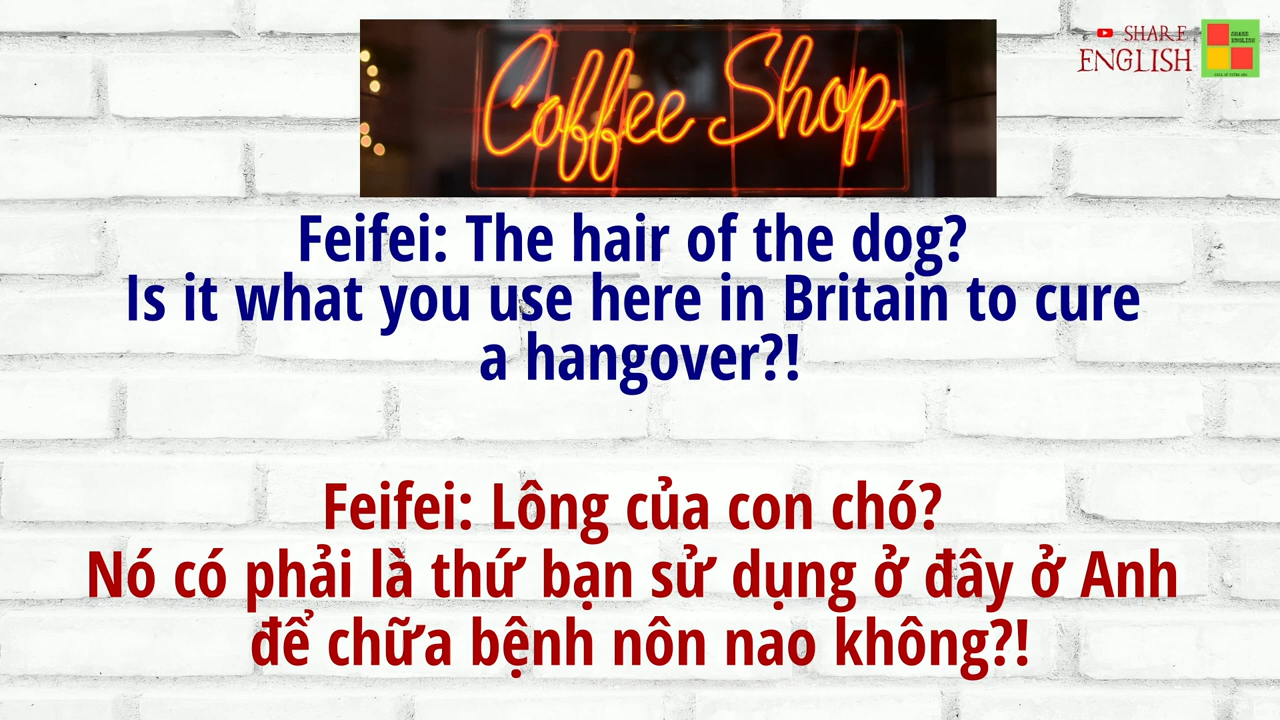 Coffee Shop
SHARE
ENGLISH
SHARE
ENGLISH
Feifei: The hair of the dog?
Is it what you use here in Britain to cure
a hangover?!
Feifei: Lông của con chó?
Nó có phải là thứ bạn sử dụng ở đây ở Anh
để chữa bệnh nôn nao không?!